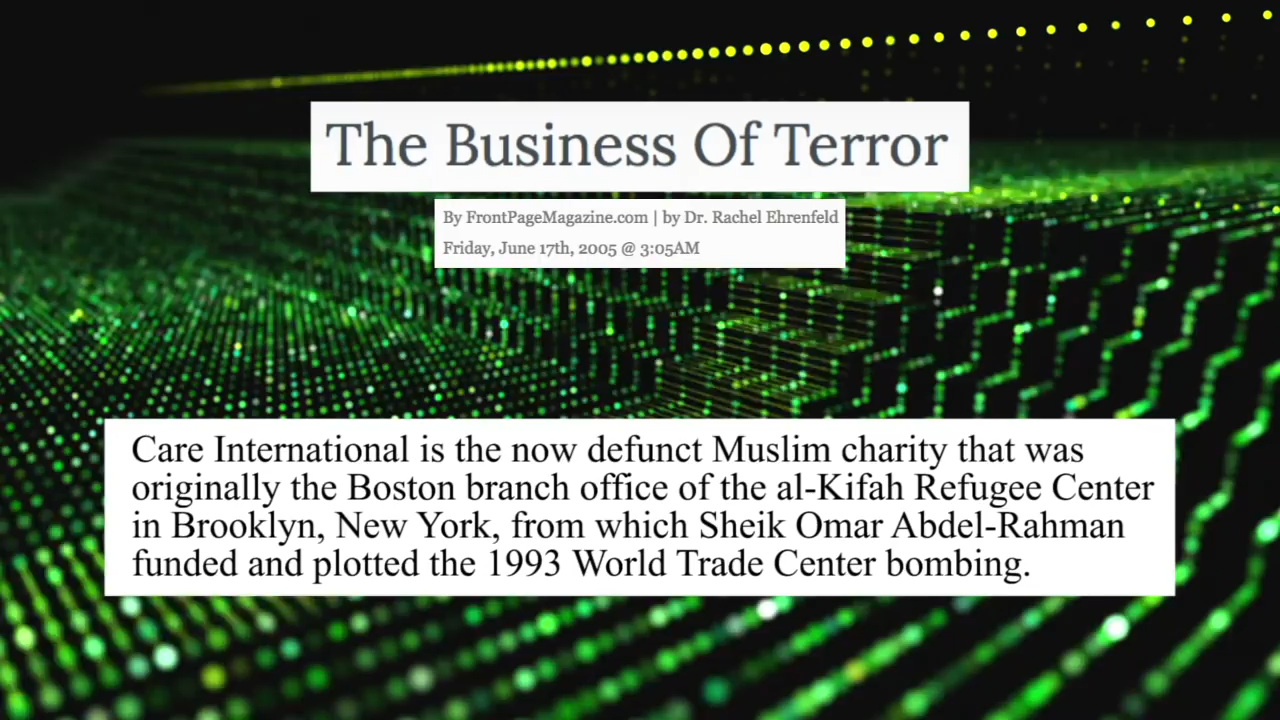 The Business Of Terror
By FrontPageMagazine.com | by Dr. Rachel Ehrenfeld
Friday, June 17th, 2005 @ 3:05AM
Care International is the now defunct Muslim charity that was
originally the Boston branch office of the al-Kifah Refugee Center
in Brooklyn, New York, from which Sheik Omar Abdel-Rahman
funded and plotted the 1993 World Trade Center bombing.